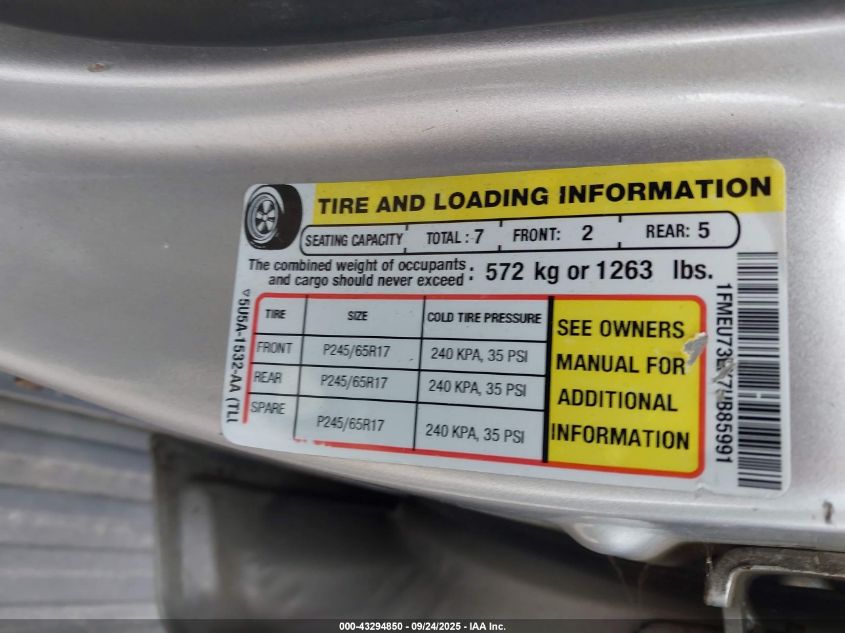 TIRE AND LOADING INFORMATION
SEATING CAPACITY TOTAL : 7 FRONT: 2 REAR: 5
The combined weight of occupants
and cargo should never exceed : 572 kg or 1263 lbs.
TIRE SIZE COLD TIRE PRESSURE
FRONT P245/65R17 240 KPA, 35 PSI
REAR P245/65R17 240 KPA, 35 PSI
SPARE P245/65R17 240 KPA, 35 PSI
SEE OWNERS
MANUAL FOR
ADDITIONAL
INFORMATION
5U5A-1532-AA (TLI
000-43294850 - 09/24/2025 - IAA Inc.